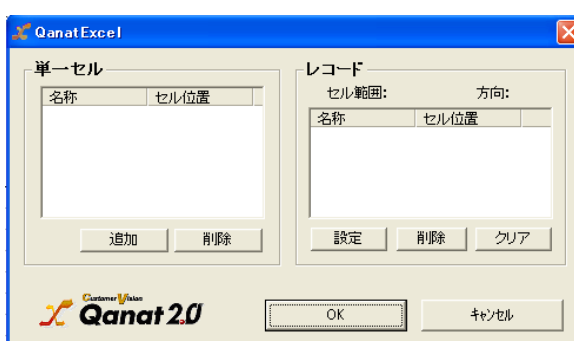 QanatExcel
単一セル
名称 セル位置
追加 削除
レコード
セル範囲: 方向:
名称 セル位置
設定 削除 クリア
Customer Vision
Qanat 2.0
OK キャンセル